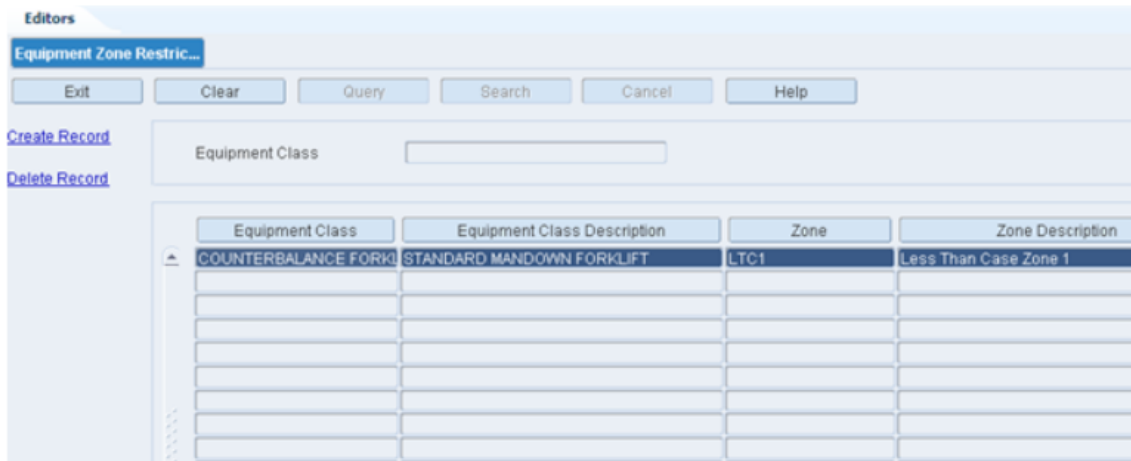 Editors
Equipment Zone Restric...
Exit Clear Query Search Cancel Help
Create Record
Equipment Class
Delete Record
Equipment Class Equipment Class Description Zone Zone Description
COUNTERBALANCE FORKL STANDARD MANDOWN FORKLIFT LTC1 Less Than Case Zone 1